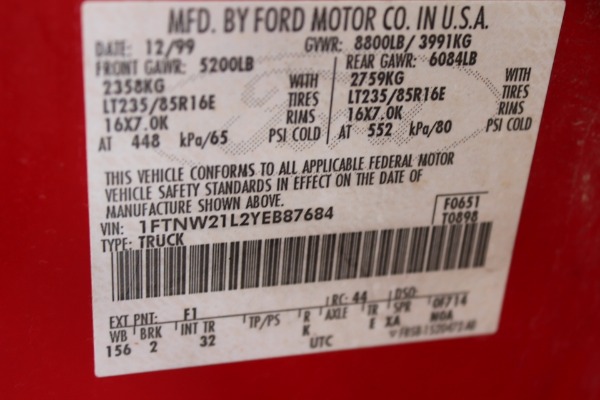 MFD. BY FORD MOTOR CO. IN U.S.A.
DATE: 12/99 GVWR: 8800LB/ 3991KG
FRONT GAWR: 5200LB REAR GAWR: 6084LB
2358KG WITH 2759KG WITH
LT235/85R16E TIRES LT235/85R16E TIRES
16X7.0K RIMS 16X7.0K RIMS
AT 448 kPa/65 PSI COLD AT 552 kPa/80 PSI COLD
THIS VEHICLE CONFORMS TO ALL APPLICABLE FEDERAL MOTOR
VEHICLE SAFETY STANDARDS IN EFFECT ON THE DATE OF
MANUFACTURE SHOWN ABOVE.
VIN: 1FTNW21L2YEB87684 F0651
TYPE: TRUCK T0898
EXT PNT: F1 RC: 44 DSO:
WB BRK INT TR TP/PS R AXLE TR SPR 0F714
156 2 32 K E XA
UTC